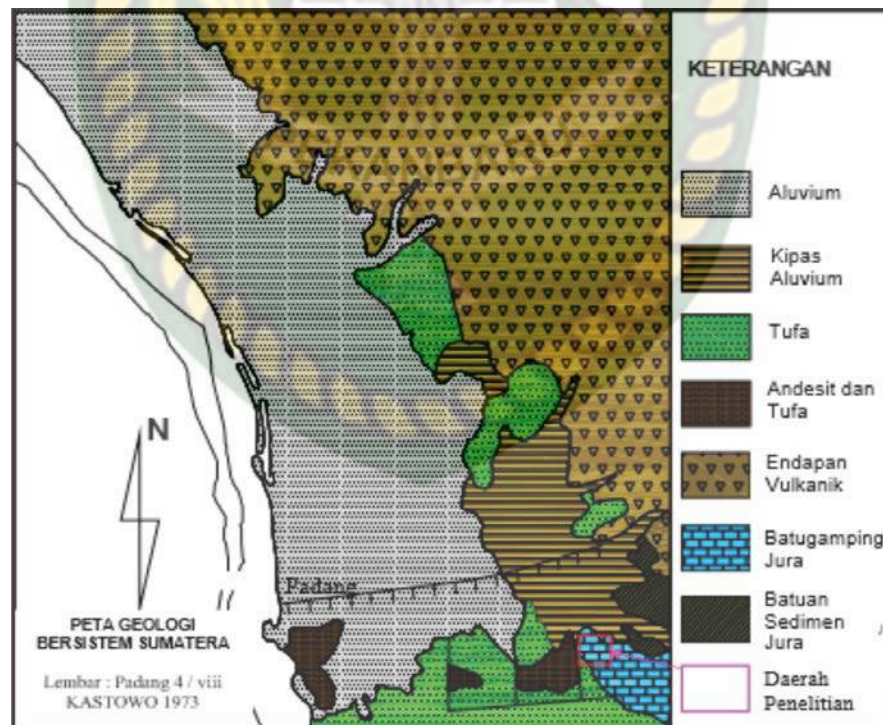 KETERANGAN
Aluvium
Kipas
Aluvium
Tufa
Andesit dan
Tufa
Endapan
Vulkanik
Batugamping
Jura
Batuan
Sedimen
Jura
Daerah
Penelitian
N
Padang
PETA GEOLOGI
BERSISTEM SUMATERA
Lembar : Padang 4 / viii
KASTOWO 1973